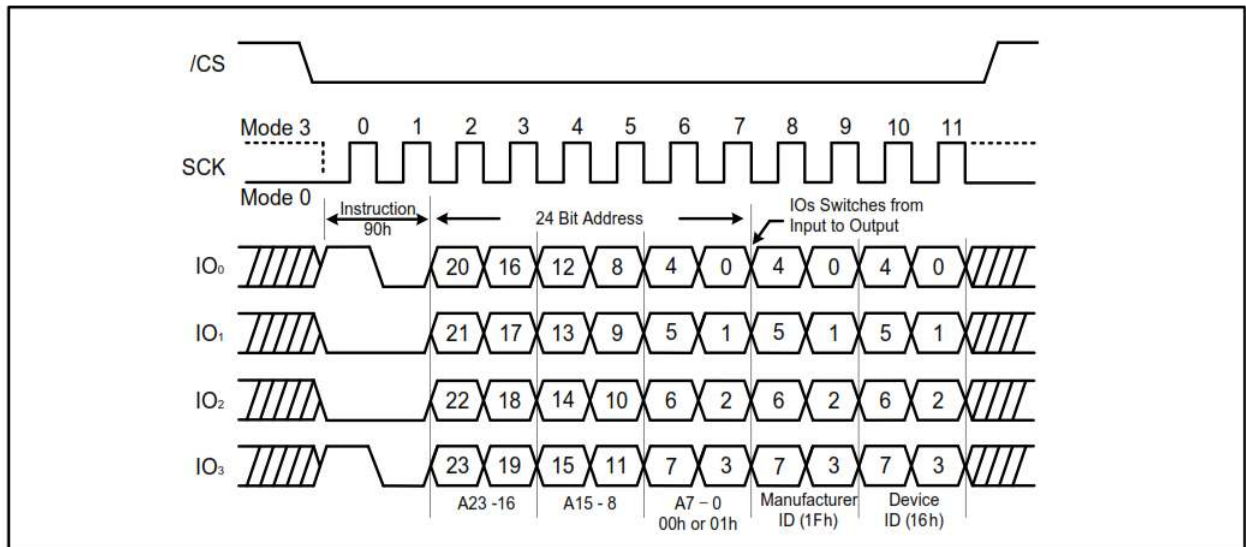 /CS
Mode 3 0 1 2 3 4 5 6 7 8 9 10 11
SCK
Mode 0
Instruction
90h
24 Bit Address
IOs Switches from
Input to Output
IO₀ 20 16 12 8 4 0 4 0 4 0
IO₁ 21 17 13 9 5 1 5 1 5 1
IO₂ 22 18 14 10 6 2 6 2 6 2
IO₃ 23 19 15 11 7 3 7 3 7 3
A23 -16 A15 - 8 A7 – 0 Manufacturer Device
00h or 01h ID (1Fh) ID (16h)